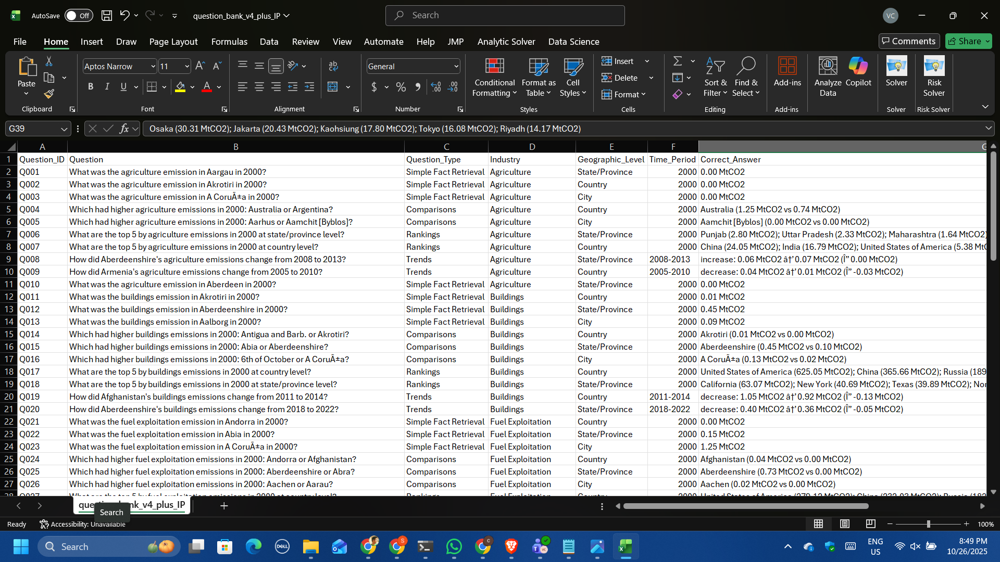 AutoSave Off question_bank_v4_plus_IP Search VC
File Home Insert Draw Page Layout Formulas Data Review View Automate Help JMP Analytic Solver Data Science Comments Share
Paste
Clipboard
Aptos Narrow 11
B I U
Font
Alignment
General
$ % , .00
Number
Conditional Formatting
Format as Table
Cell Styles
Styles
Insert
Delete
Format
Cells
Sort & Filter
Find & Select
Editing
Add-ins
Add-ins
Analyze Data
Copilot
Solver
Solver
Risk Solver
Risk Solver
G39 fx Osaka (30.31 MtCO2); Jakarta (20.43 MtCO2); Kaohsiung (17.80 MtCO2); Tokyo (16.08 MtCO2); Riyadh (14.17 MtCO2)
A B C D E F G
1 Question_ID Question Question_Type Industry Geographic_Level Time_Period Correct_Answer
2 Q001 What was the agriculture emission in Aargau in 2000? Simple Fact Retrieval Agriculture State/Province 2000 0.00 MtCO2
3 Q002 What was the agriculture emission in Akrotiri in 2000? Simple Fact Retrieval Agriculture Country 2000 0.00 MtCO2
4 Q003 What was the agriculture emission in A CoruÃ±a in 2000? Simple Fact Retrieval Agriculture City 2000 0.00 MtCO2
5 Q004 Which had higher agriculture emissions in 2000: Australia or Argentina? Comparisons Agriculture Country 2000 Australia (1.25 MtCO2 vs 0.74 MtCO2)
6 Q005 Which had higher agriculture emissions in 2000: Aarhus or Aamchit [Byblos]? Comparisons Agriculture City 2000 Aamchit [Byblos] (0.00 MtCO2 vs 0.00 MtCO2)
7 Q006 What are the top 5 by agriculture emissions in 2000 at state/province level? Rankings Agriculture State/Province 2000 Punjab (2.80 MtCO2); Uttar Pradesh (2.33 MtCO2); Maharashtra (1.64 MtCO2)
8 Q007 What are the top 5 by agriculture emissions in 2000 at country level? Rankings Agriculture Country 2000 China (24.05 MtCO2); India (16.79 MtCO2); United States of America (5.38 MtC
9 Q008 How did Aberdeenshire's agriculture emissions change from 2008 to 2013? Trends Agriculture State/Province 2008-2013 increase: 0.06 MtCO2 â†’ 0.07 MtCO2 (Î” 0.00 MtCO2)
10 Q009 How did Armenia's agriculture emissions change from 2005 to 2010? Trends Agriculture Country 2005-2010 decrease: 0.04 MtCO2 â†’ 0.01 MtCO2 (Î” -0.03 MtCO2)
11 Q010 What was the agriculture emission in Aberdeen in 2000? Simple Fact Retrieval Agriculture State/Province 2000 0.00 MtCO2
12 Q011 What was the buildings emission in Akrotiri in 2000? Simple Fact Retrieval Buildings Country 2000 0.01 MtCO2
13 Q012 What was the buildings emission in Aberdeenshire in 2000? Simple Fact Retrieval Buildings State/Province 2000 0.45 MtCO2
14 Q013 What was the buildings emission in Aalborg in 2000? Simple Fact Retrieval Buildings City 2000 0.09 MtCO2
15 Q014 Which had higher buildings emissions in 2000: Antigua and Barb. or Akrotiri? Comparisons Buildings Country 2000 Akrotiri (0.01 MtCO2 vs 0.00 MtCO2)
16 Q015 Which had higher buildings emissions in 2000: Abia or Aberdeenshire? Comparisons Buildings State/Province 2000 Aberdeenshire (0.45 MtCO2 vs 0.10 MtCO2)
17 Q016 Which had higher buildings emissions in 2000: 6th of October or A CoruÃ±a? Comparisons Buildings City 2000 A CoruÃ±a (0.13 MtCO2 vs 0.02 MtCO2)
18 Q017 What are the top 5 by buildings emissions in 2000 at country level? Rankings Buildings Country 2000 United States of America (625.05 MtCO2); China (365.66 MtCO2); Russia (189
19 Q018 What are the top 5 by buildings emissions in 2000 at state/province level? Rankings Buildings State/Province 2000 California (63.07 MtCO2); New York (40.69 MtCO2); Texas (39.89 MtCO2); Nor
20 Q019 How did Afghanistan's buildings emissions change from 2011 to 2014? Trends Buildings Country 2011-2014 decrease: 1.05 MtCO2 â†’ 0.92 MtCO2 (Î” -0.13 MtCO2)
21 Q020 How did Aberdeenshire's buildings emissions change from 2018 to 2022? Trends Buildings State/Province 2018-2022 decrease: 0.40 MtCO2 â†’ 0.36 MtCO2 (Î” -0.05 MtCO2)
22 Q021 What was the fuel exploitation emission in Andorra in 2000? Simple Fact Retrieval Fuel Exploitation Country 2000 0.00 MtCO2
23 Q022 What was the fuel exploitation emission in Abia in 2000? Simple Fact Retrieval Fuel Exploitation State/Province 2000 0.15 MtCO2
24 Q023 What was the fuel exploitation emission in A CoruÃ±a in 2000? Simple Fact Retrieval Fuel Exploitation City 2000 1.25 MtCO2
25 Q024 Which had higher fuel exploitation emissions in 2000: Andorra or Afghanistan? Comparisons Fuel Exploitation Country 2000 Afghanistan (0.04 MtCO2 vs 0.00 MtCO2)
26 Q025 Which had higher fuel exploitation emissions in 2000: Aberdeenshire or Abra? Comparisons Fuel Exploitation State/Province 2000 Aberdeenshire (0.73 MtCO2 vs 0.00 MtCO2)
27 Q026 Which had higher fuel exploitation emissions in 2000: Aachen or Aarau? Comparisons Fuel Exploitation City 2000 Aachen (0.02 MtCO2 vs 0.00 MtCO2)
question_bank_v4_plus_IP
Search
Ready Accessibility: Unavailable 100%
Search DELL ENG US 8:49 PM 10/26/2025